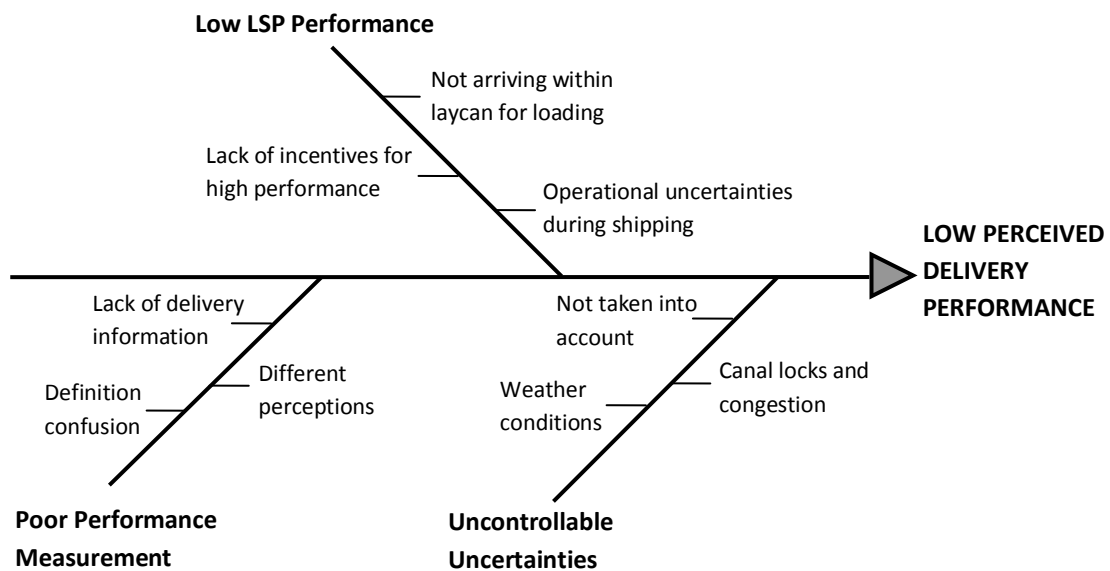 Low LSP Performance
Not arriving within
laycan for loading
Lack of incentives for
high performance
Operational uncertainties
during shipping
LOW PERCEIVED
DELIVERY
PERFORMANCE
Lack of delivery
information
Different
perceptions
Definition
confusion
Poor Performance
Measurement
Not taken into
account
Canal locks and
congestion
Weather
conditions
Uncontrollable
Uncertainties